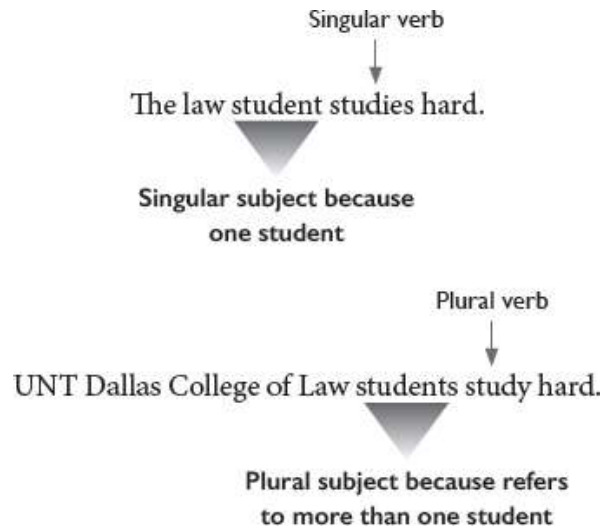 Singular verb
The law student studies hard.
Singular subject because
one student
Plural verb
UNT Dallas College of Law students study hard.
Plural subject because refers
to more than one student